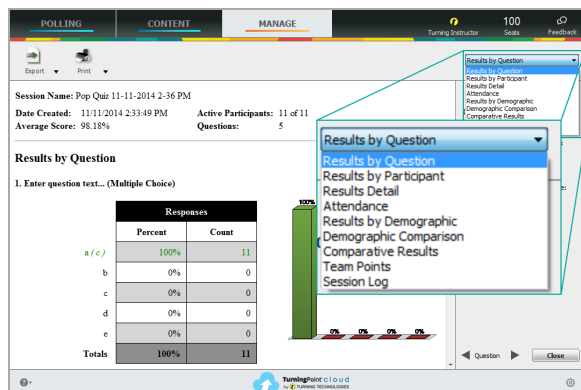 POLLING CONTENT MANAGE
Turning Instructor
100
Seats
Feedback
Export Print
Results by Question
Results by Question
Results by Participant
Results Detail
Attendance
Results by Demographic
Demographic Comparison
Comparative Results
Session Name: Pop Quiz 11-11-2014 2-36 PM
Date Created: 11/11/2014 2:33:49 PM Active Participants: 11 of 11
Average Score: 98.18% Questions: 5
Results by Question
Results by Question
Results by Participant
Results Detail
Attendance
Results by Demographic
Demographic Comparison
Comparative Results
Team Points
Session Log
Results by Question
1. Enter question text... (Multiple Choice)
Responses
Percent Count
a (c) 100% 11
b 0% 0
c 0% 0
d 0% 0
e 0% 0
Totals 100% 11
100%
0% 0% 0% 0%
Question
Close
TurningPoint cloud
by TURNING TECHNOLOGIES